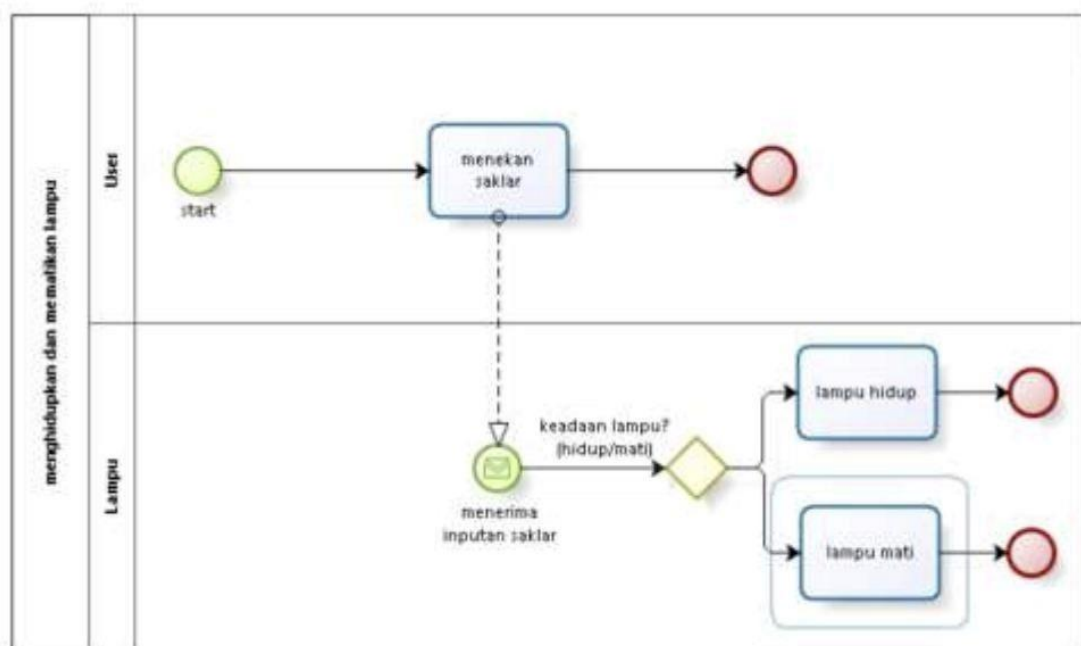 menghidupkan dan mematikan lampu
User
start
menekan
saklar
Lampu
menerima
inputan saklar
keadaan lampu?
(hidup/mati)
lampu hidup
lampu mati